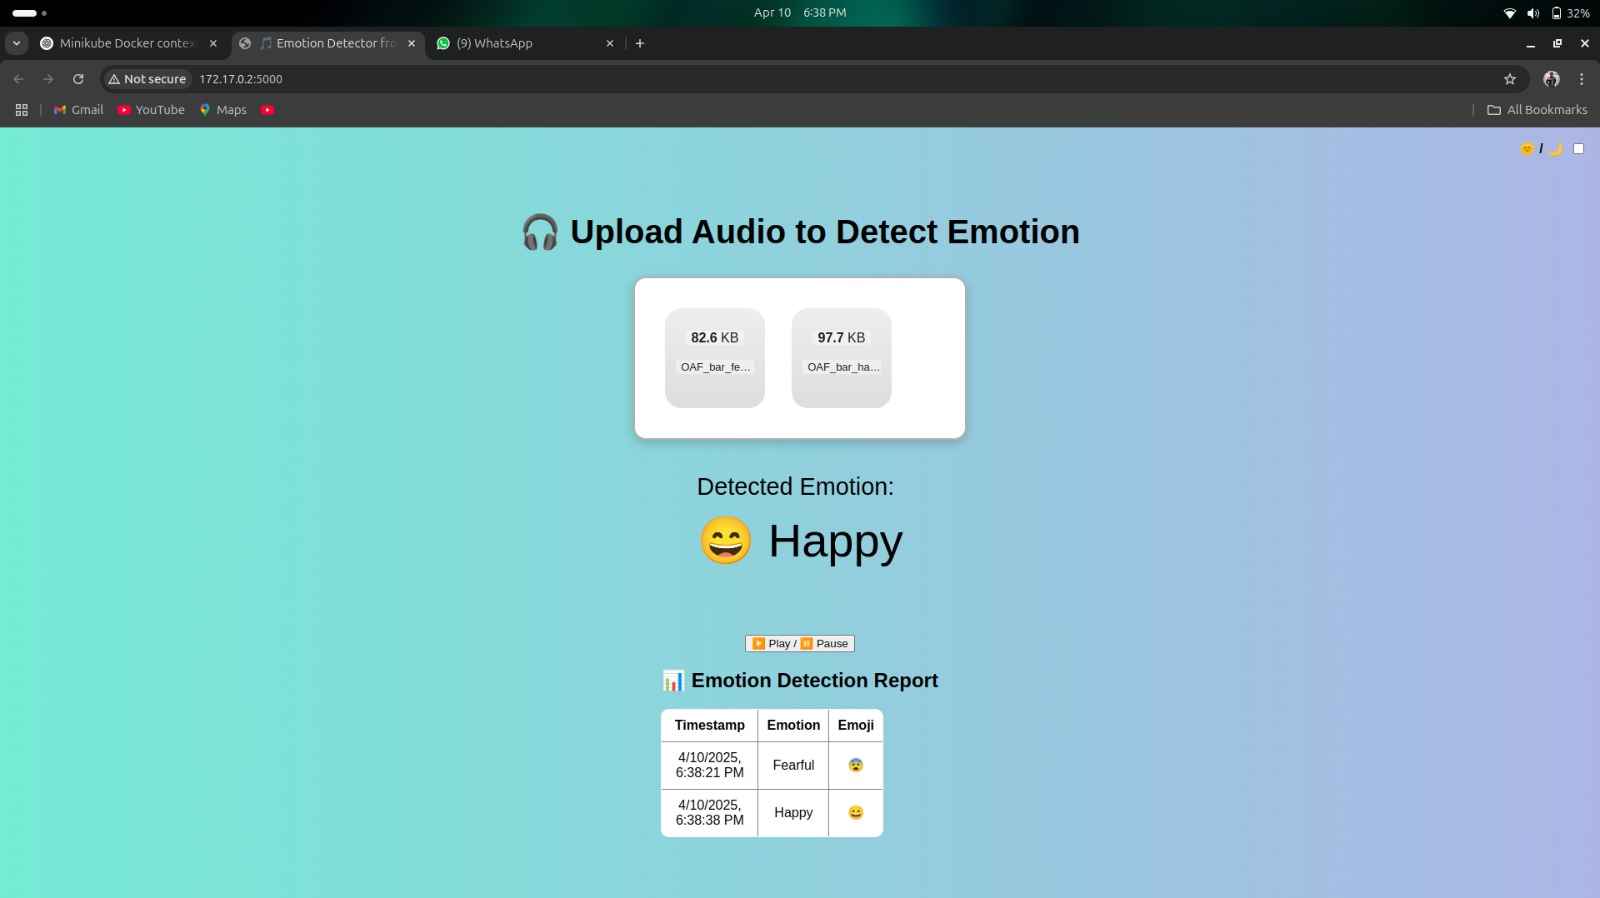 Apr 10 6:38 PM
32%
Minikube Docker contex
🎵 Emotion Detector fro
(9) WhatsApp
Not secure 172.17.0.2:5000
Gmail YouTube Maps All Bookmarks
🌞 / 🌙
🎧 Upload Audio to Detect Emotion
82.6 KB 97.7 KB
OAF_bar_fe... OAF_bar_ha...
Detected Emotion:
😄 Happy
▶️ Play / ⏸️ Pause
📊 Emotion Detection Report
Timestamp Emotion Emoji
4/10/2025,
6:38:21 PM Fearful 😨
4/10/2025,
6:38:38 PM Happy 😄